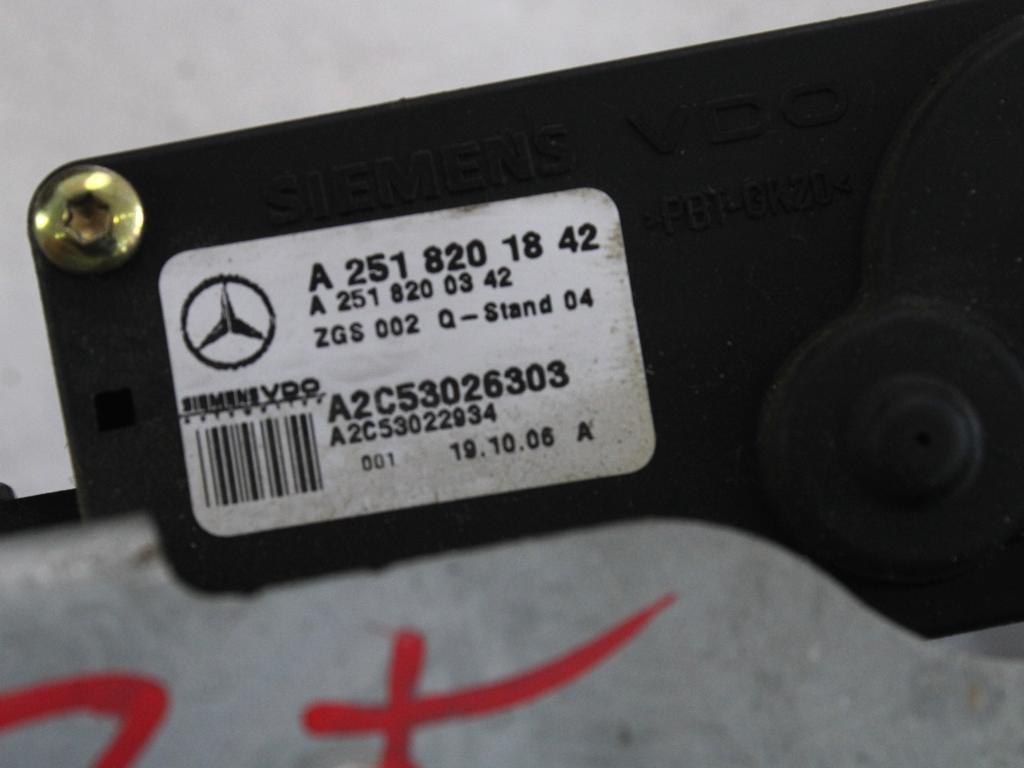 SIEMENS VDO
>PBT-GK20<
A 251 820 18 42
A 251 820 03 42
ZGS 002 Q-Stand 04
SIEMENS VDO
A2C53026303
A2C53022934
001 19.10.06 A